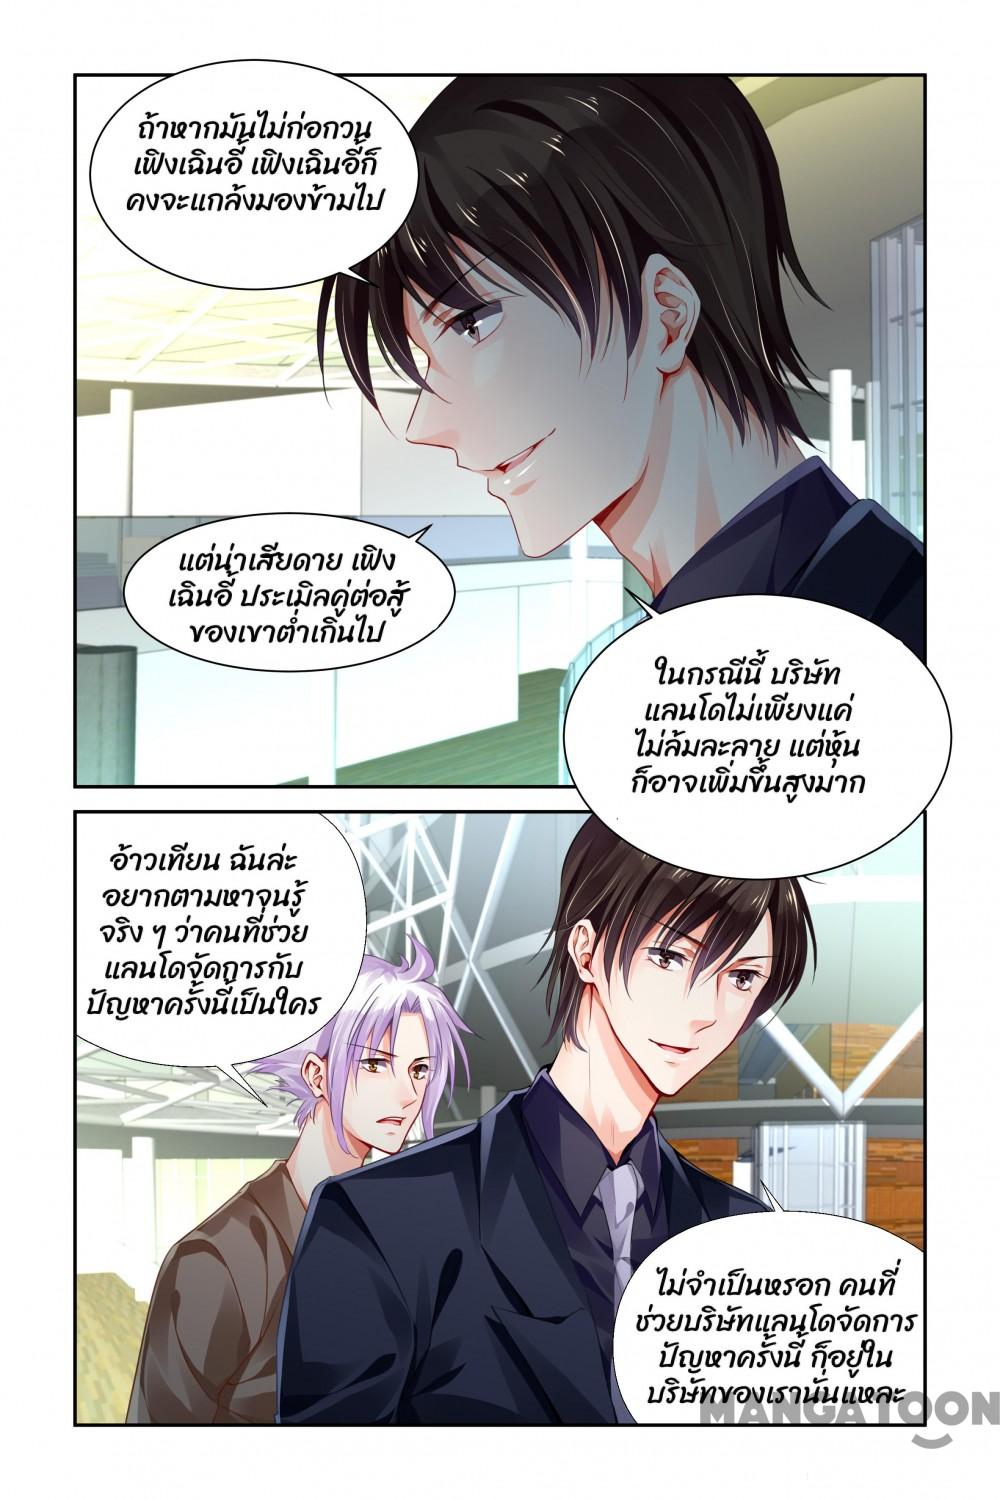 ถ้าหากมันไม่ก่อกวน
เฟิงเฉินอี้ เฟิงเฉินอี้ก็
คงจะแกล้งมองข้ามไป
แต่น่าเสียดาย เฟิง
เฉินอี้ ประเมิลคู่ต่อสู้
ของเขาต่ำเกินไป
ในกรณีนี้ บริษัท
แลนโดไม่เพียงแค่
ไม่ล้มละลาย แต่หุ้น
ก็อาจเพิ่มขึ้นสูงมาก
อ้าวเทียน ฉันล่ะ
อยากตามหาจนรู้
จริง ๆ ว่าคนที่ช่วย
แลนโดจัดการกับ
ปัญหาครั้งนี้เป็นใคร
ไม่จำเป็นหรอก คนที่
ช่วยบริษัทแลนโดจัดการ
ปัญหาครั้งนี้ ก็อยู่ใน
บริษัทของเรานั่นแหละ
MANGATOON